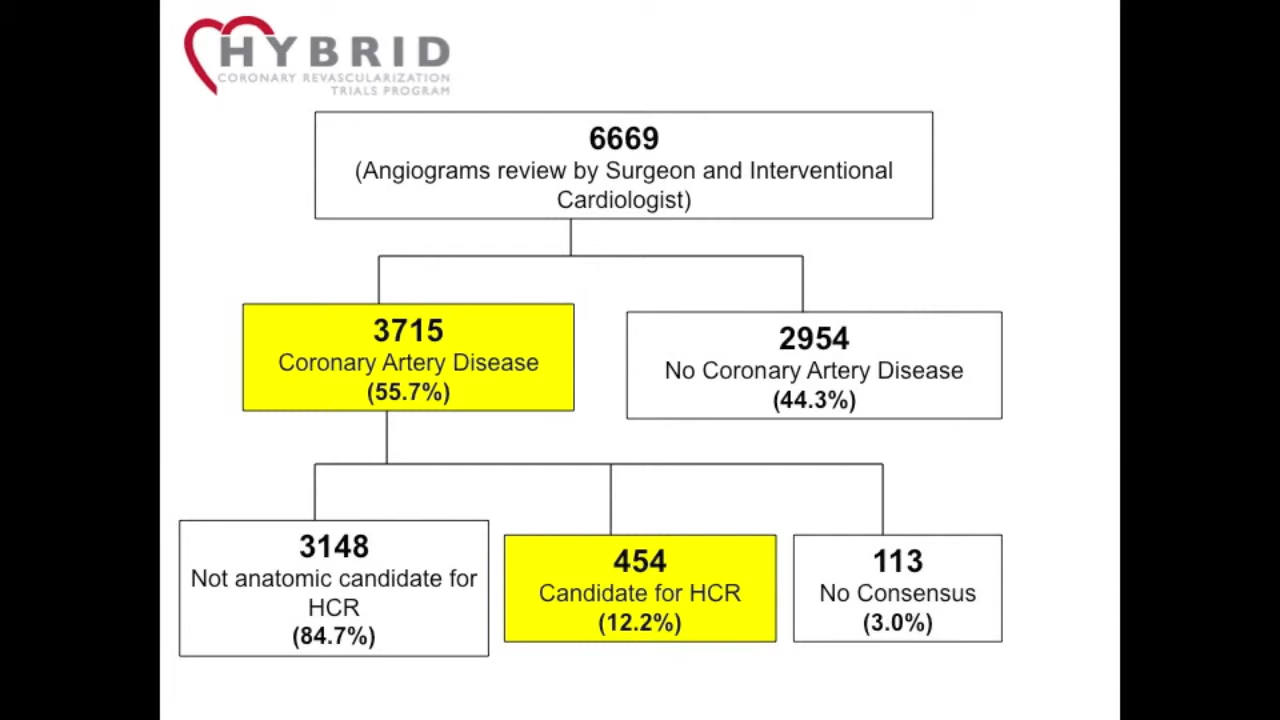 HYBRID
CORONARY REVASCULARIZATION
TRIALS PROGRAM
6669
(Angiograms review by Surgeon and Interventional
Cardiologist)
3715
Coronary Artery Disease
(55.7%)
2954
No Coronary Artery Disease
(44.3%)
3148
Not anatomic candidate for
HCR
(84.7%)
454
Candidate for HCR
(12.2%)
113
No Consensus
(3.0%)